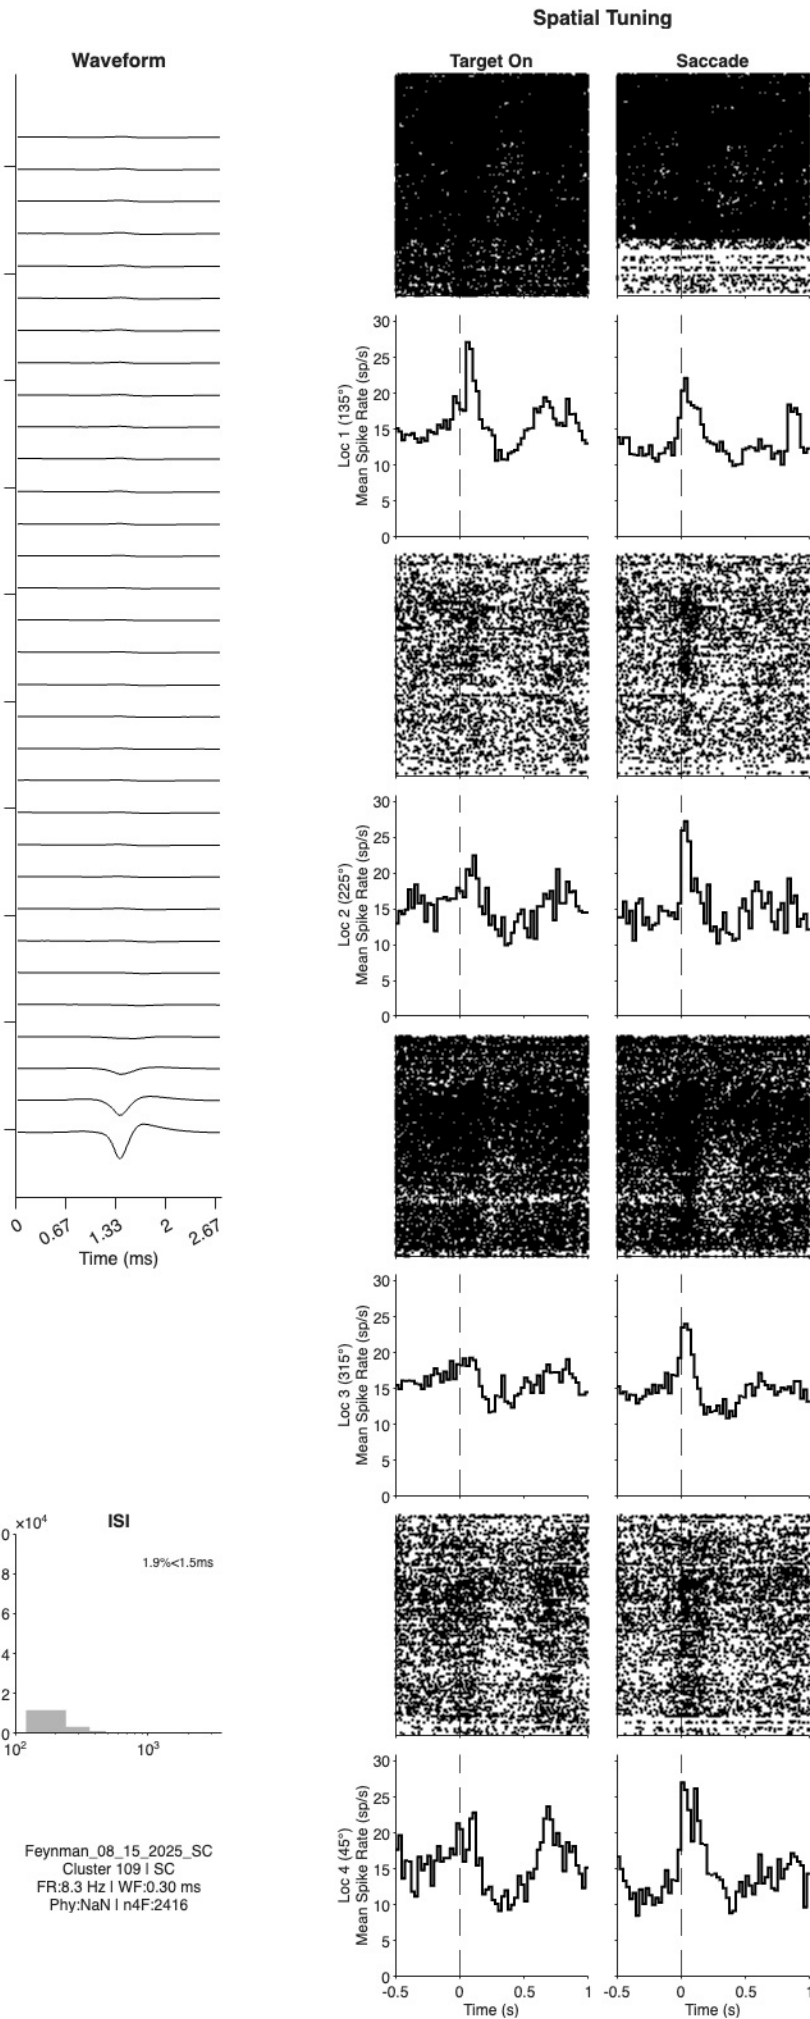 Spatial Tuning
Waveform
Target On
Saccade
30
25
20
15
10
5
0
Loc 1 (135°)
Mean Spike Rate (sp/s)
30
25
20
15
10
5
0
Loc 2 (225°)
Mean Spike Rate (sp/s)
0
0.67
1.33
2
2.67
Time (ms)
30
25
20
15
10
5
0
Loc 3 (315°)
Mean Spike Rate (sp/s)
×10⁴
ISI
0
1.9%<1.5ms
8
6
4
2
0
10²
10³
Feynman_08_15_2025_SC
Cluster 109 | SC
FR:8.3 Hz | WF:0.30 ms
Phy:NaN | n4F:2416
30
25
20
15
10
5
0
Loc 4 (45°)
Mean Spike Rate (sp/s)
-0.5 0 0.5 1
-0.5 0 0.5 1
Time (s)
Time (s)